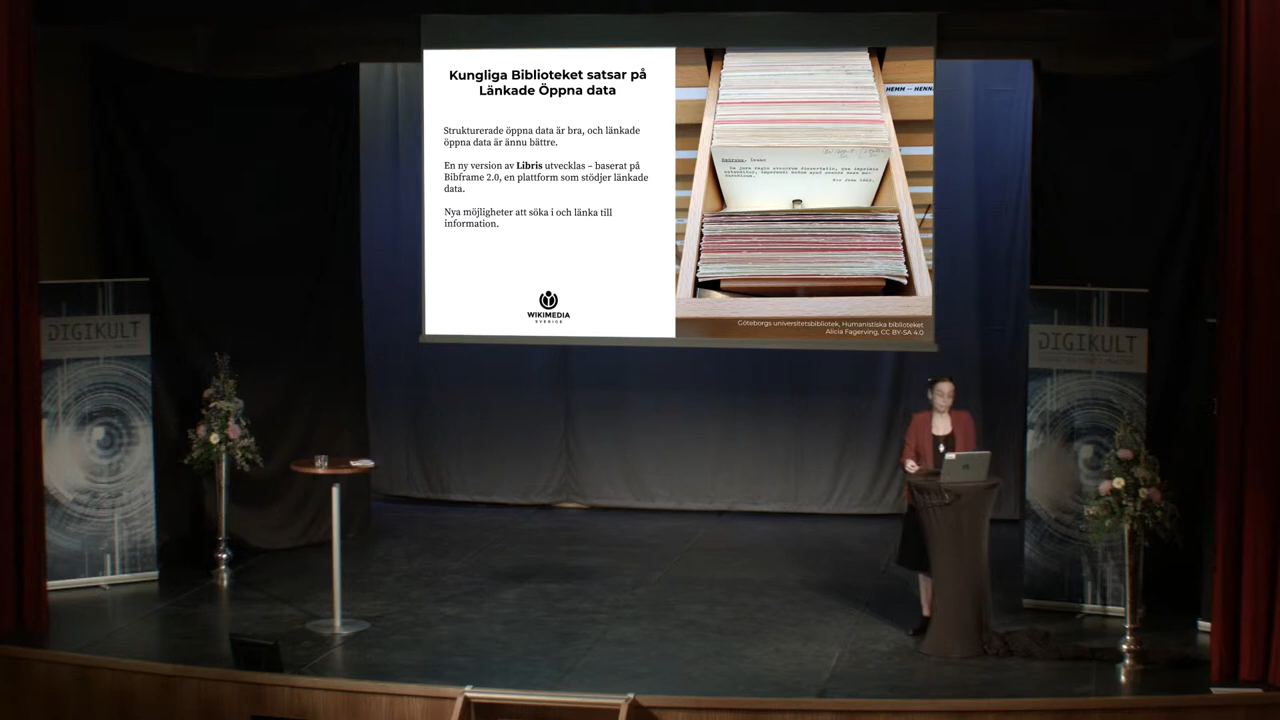 Kungliga Biblioteket satsar på
Länkade Öppna data
Strukturerade öppna data är bra, och länkade
öppna data är ännu bättre.
En ny version av Libris utvecklas – baserat på
Bibframe 2.0, en plattform som stödjer länkade
data.
Nya möjligheter att söka i och länka till
information.
WIKIMEDIA
SVERIGE
HEMM -- HENN
Göteborgs universitetsbibliotek, Humanistiska biblioteket
Alicia Fagerving, CC BY-SA 4.0
DIGIKULT
DIGIKULT